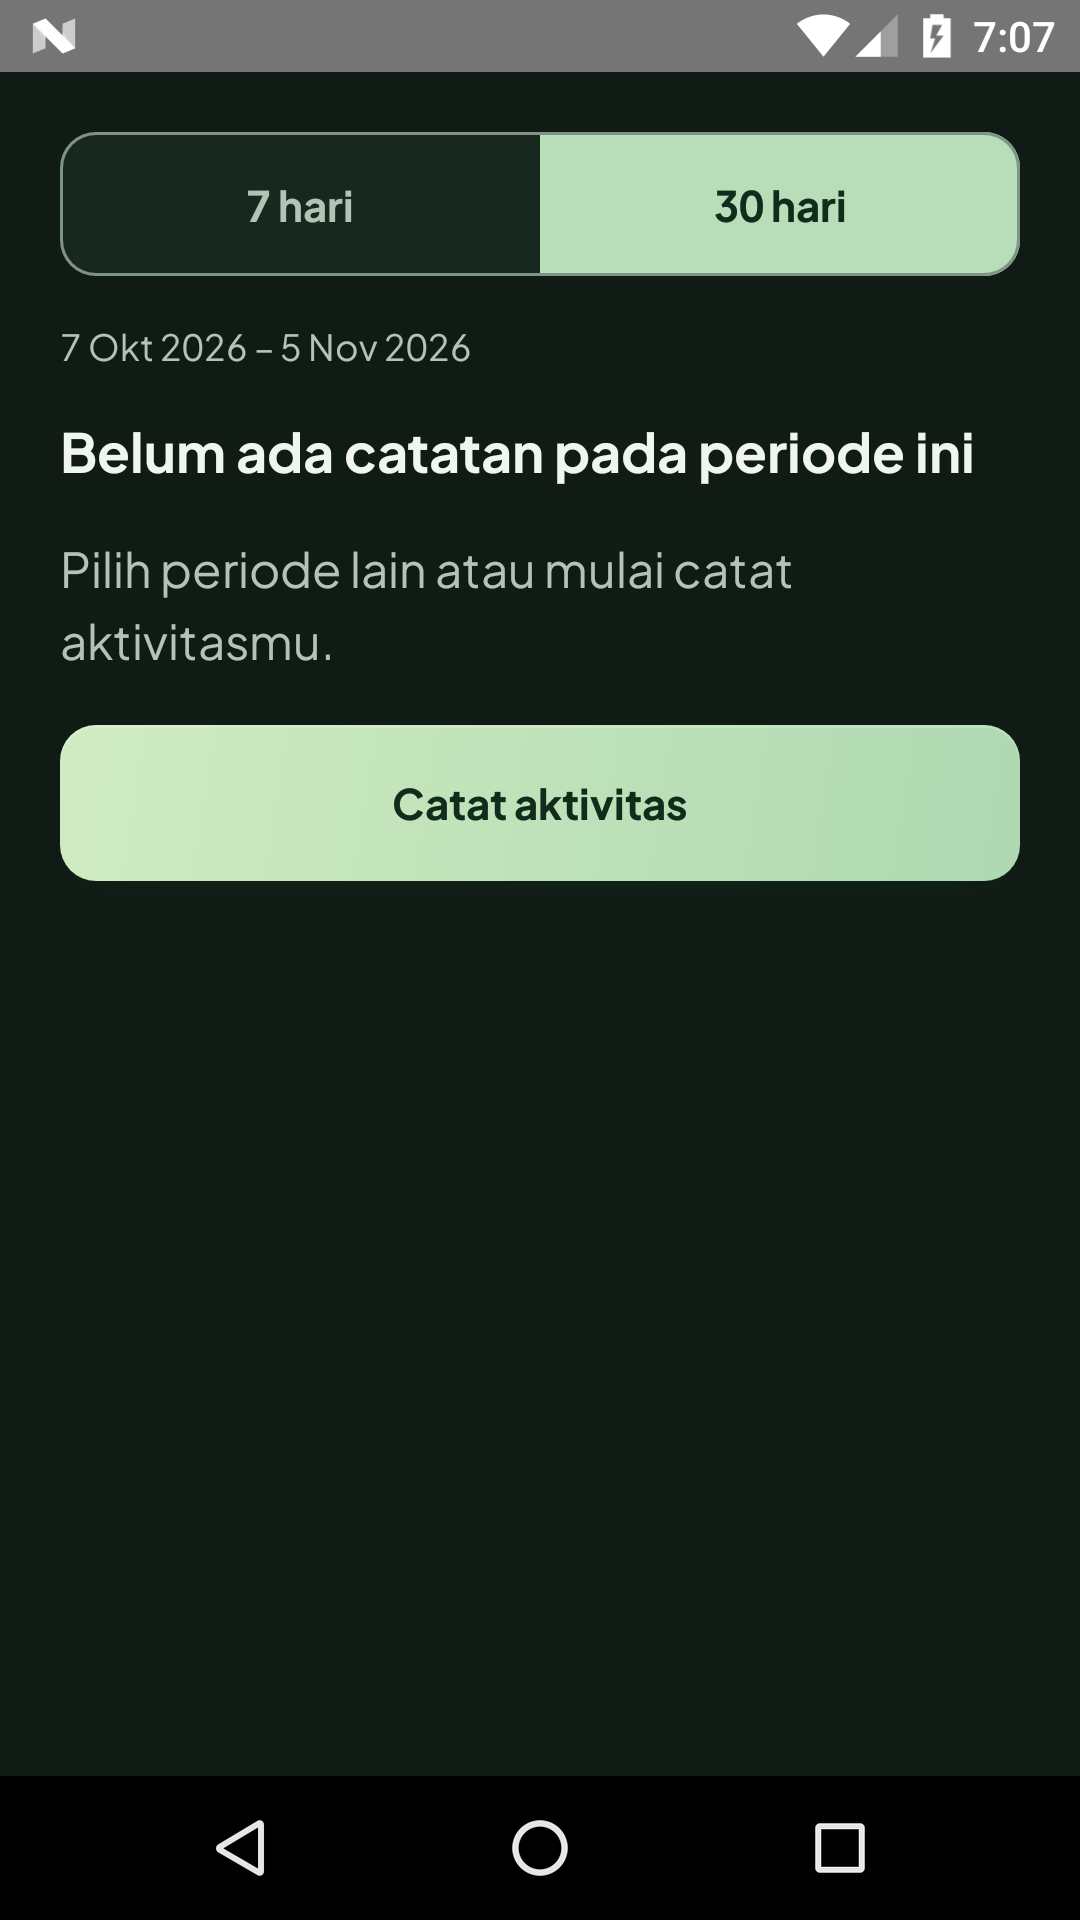 7:07
7 hari
30 hari
7 Okt 2026 – 5 Nov 2026
Belum ada catatan pada periode ini
Pilih periode lain atau mulai catat
aktivitasmu.
Catat aktivitas